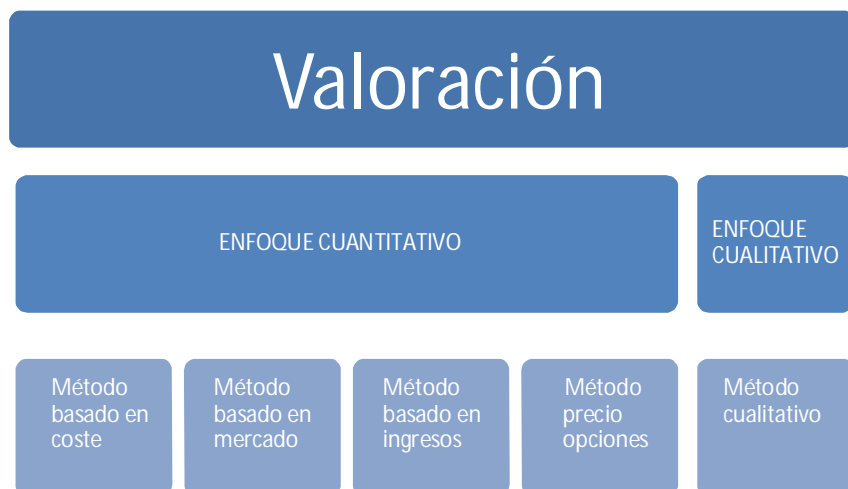 Valoración
ENFOQUE CUANTITATIVO
ENFOQUE
CUALITATIVO
Método
basado en
coste
Método
basado en
mercado
Método
basado en
ingresos
Método
precio
opciones
Método
cualitativo